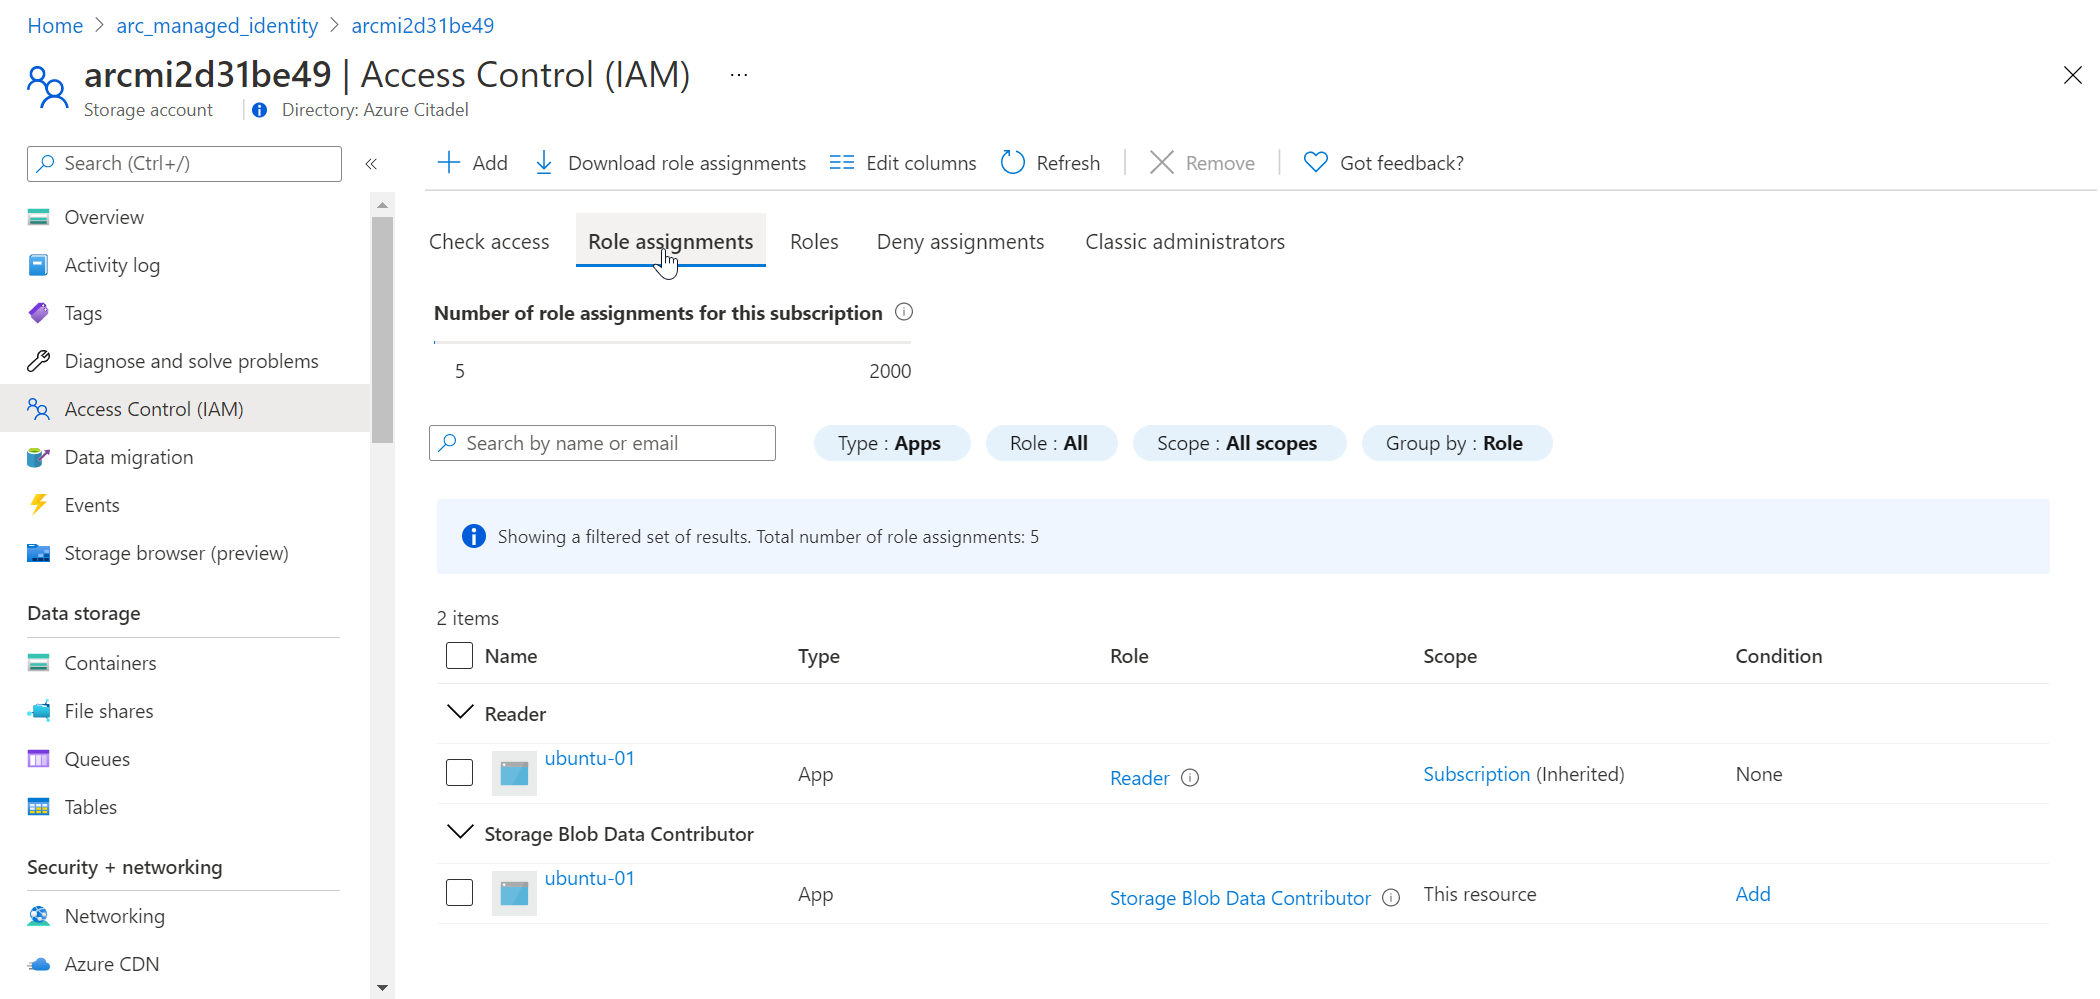 Home > arc_managed_identity > arcmi2d31be49
arcmi2d31be49 | Access Control (IAM) ...
Storage account Directory: Azure Citadel
Search (Ctrl+/) «
Overview
Activity log
Tags
Diagnose and solve problems
Access Control (IAM)
Data migration
Events
Storage browser (preview)
Data storage
Containers
File shares
Queues
Tables
Security + networking
Networking
Azure CDN
Add Download role assignments Edit columns Refresh Remove Got feedback?
Check access Role assignments Roles Deny assignments Classic administrators
Number of role assignments for this subscription
5 2000
Search by name or email Type : Apps Role : All Scope : All scopes Group by : Role
Showing a filtered set of results. Total number of role assignments: 5
2 items
Name Type Role Scope Condition
Reader
ubuntu-01 App Reader Subscription (Inherited) None
Storage Blob Data Contributor
ubuntu-01 App Storage Blob Data Contributor This resource Add